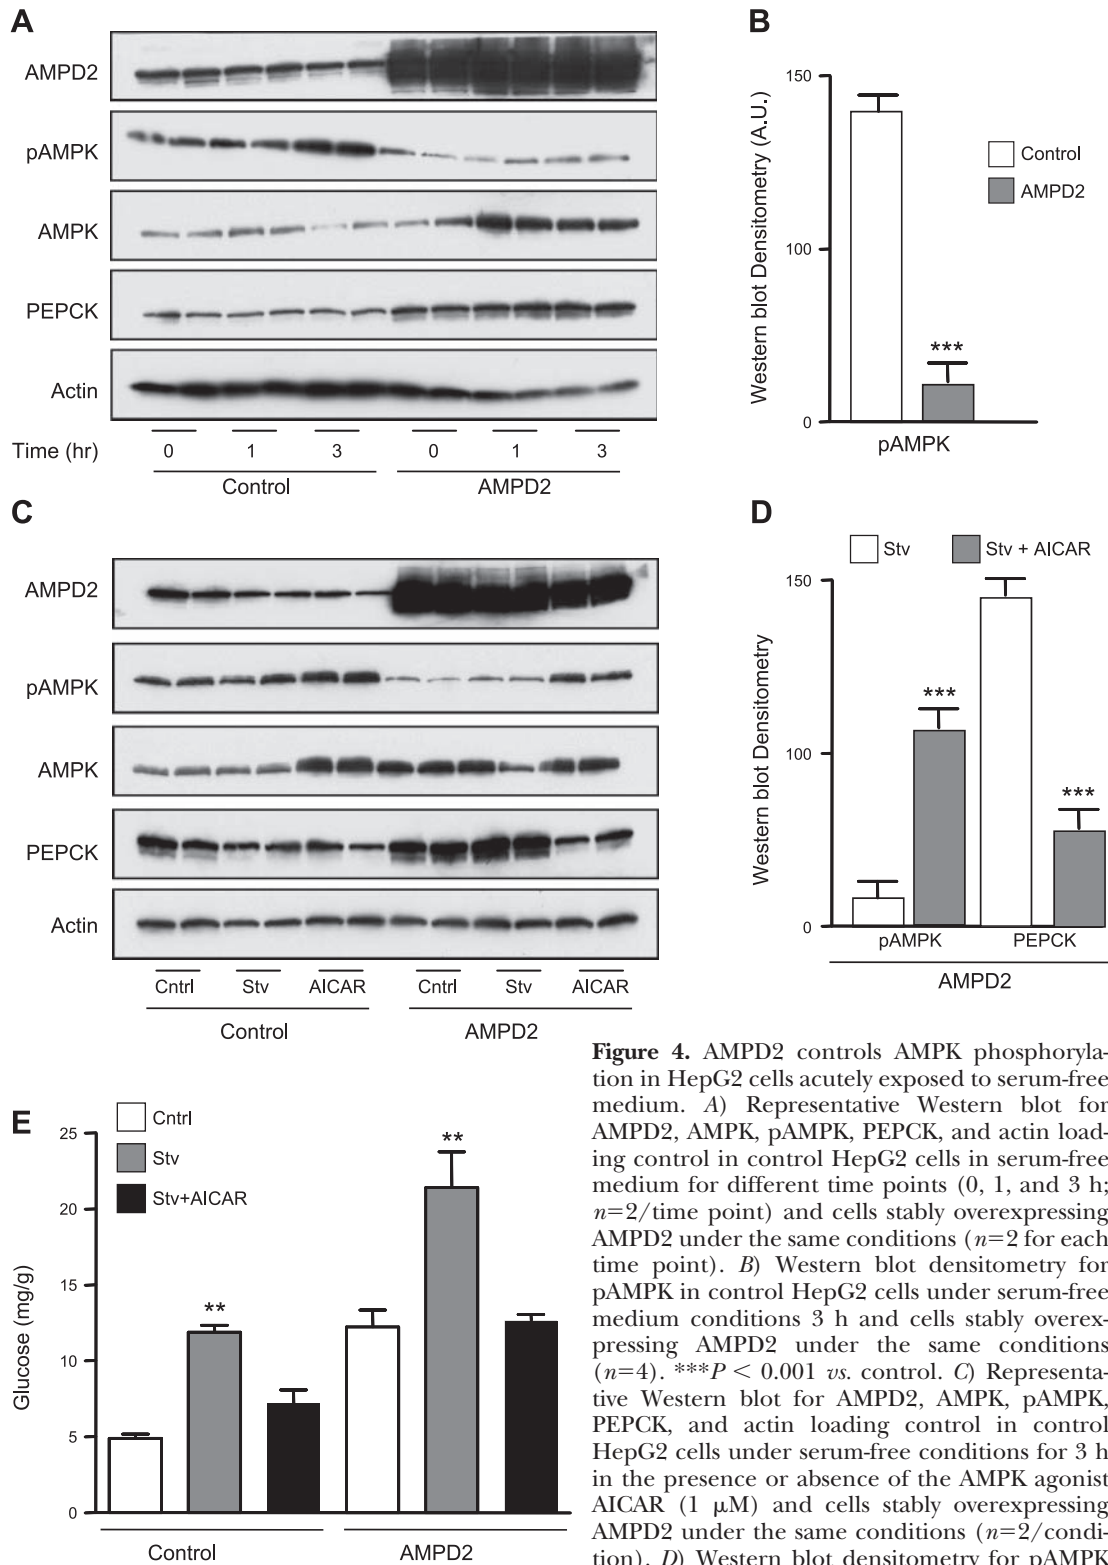 A
AMPD2
pAMPK
AMPK
PEPCK
Actin
Time (hr)
0 1 3 0 1 3
Control AMPD2
B
Western blot Densitometry (A.U.)
150
100
0
Control
AMPD2
***
pAMPK
C
AMPD2
pAMPK
AMPK
PEPCK
Actin
Cntrl Stv AICAR Cntrl Stv AICAR
Control AMPD2
D
Stv Stv + AICAR
Western blot Densitometry
150
100
0
***
***
pAMPK PEPCK
AMPD2
E
Cntrl
Stv
Stv+AICAR
Glucose (mg/g)
25
20
15
10
5
0
**
**
Control AMPD2
Figure 4. AMPD2 controls AMPK phosphoryla-
tion in HepG2 cells acutely exposed to serum-free
medium. A) Representative Western blot for
AMPD2, AMPK, pAMPK, PEPCK, and actin load-
ing control in control HepG2 cells in serum-free
medium for different time points (0, 1, and 3 h;
n=2/time point) and cells stably overexpressing
AMPD2 under the same conditions (n=2 for each
time point). B) Western blot densitometry for
pAMPK in control HepG2 cells under serum-free
medium conditions 3 h and cells stably overex-
pressing AMPD2 under the same conditions
(n=4). ***P < 0.001 vs. control. C) Representa-
tive Western blot for AMPD2, AMPK, pAMPK,
PEPCK, and actin loading control in control
HepG2 cells under serum-free conditions for 3 h
in the presence or absence of the AMPK agonist
AICAR (1 μM) and cells stably overexpressing
AMPD2 under the same conditions (n=2/condi-
tion). D) Western blot densitometry for pAMPK